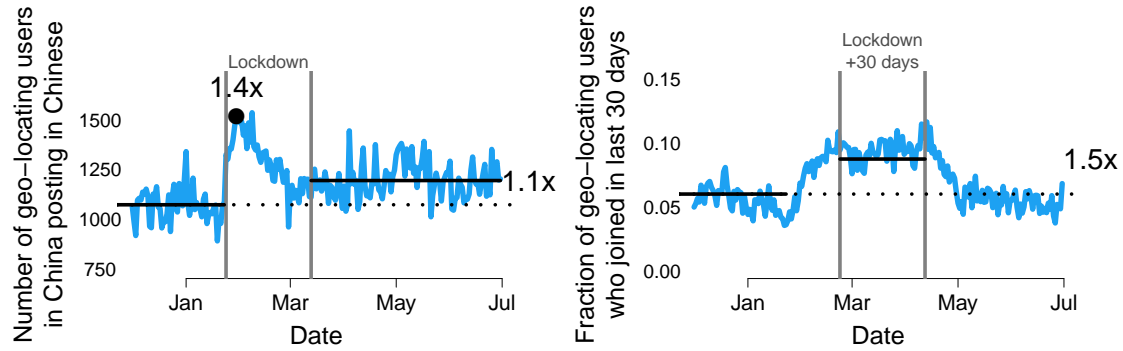 Number of geo–locating users
in China posting in Chinese
Lockdown
1.4x
1.1x
1500
1250
1000
750
Jan
Mar
May
Jul
Date
Fraction of geo–locating users
who joined in last 30 days
Lockdown
+30 days
1.5x
0.15
0.10
0.05
0.00
Jan
Mar
May
Jul
Date